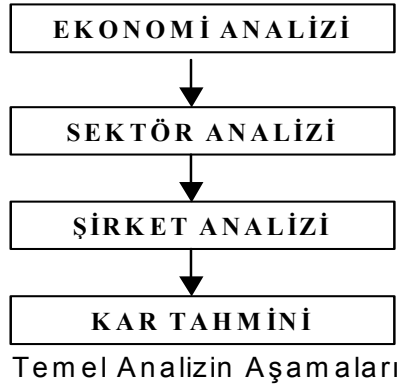 EKONOMİ ANALİZİ
SEKTÖR ANALİZİ
ŞİRKET ANALİZİ
KAR TAHMİNİ
Temel Analizin Aşamaları